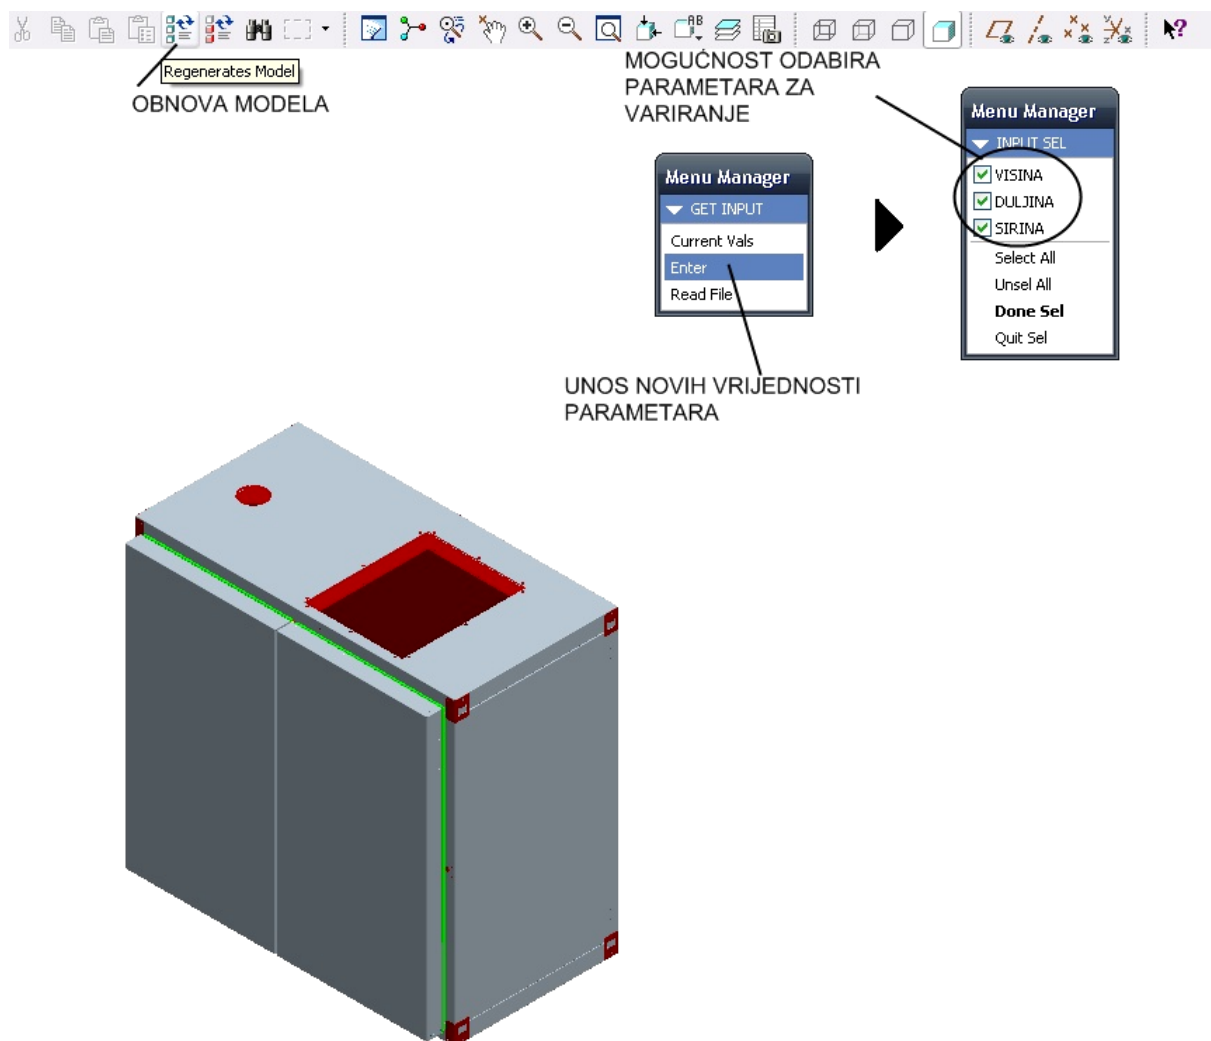 Regenerates Model
OBNOVA MODELA
MOGUĆNOST ODABIRA
PARAMETARA ZA
VARIRANJE
Menu Manager
GET INPUT
Current Vals
Enter
Read File
Menu Manager
INPUT SEL
VISINA
DULJINA
SIRINA
Select All
Unsel All
Done Sel
Quit Sel
UNOS NOVIH VRIJEDNOSTI
PARAMETARA